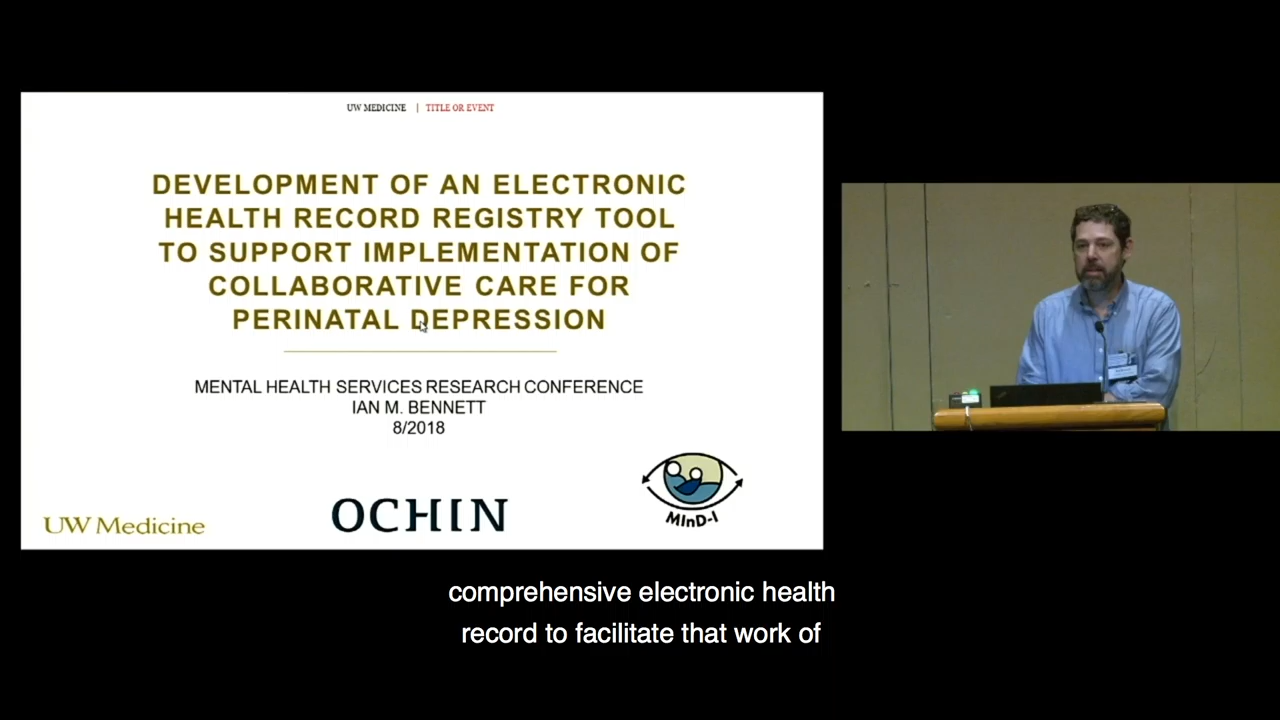 UW MEDICINE | TITLE OR EVENT
DEVELOPMENT OF AN ELECTRONIC
HEALTH RECORD REGISTRY TOOL
TO SUPPORT IMPLEMENTATION OF
COLLABORATIVE CARE FOR
PERINATAL DEPRESSION
MENTAL HEALTH SERVICES RESEARCH CONFERENCE
IAN M. BENNETT
8/2018
UW Medicine
OCHIN
MInD-I
comprehensive electronic health
record to facilitate that work of